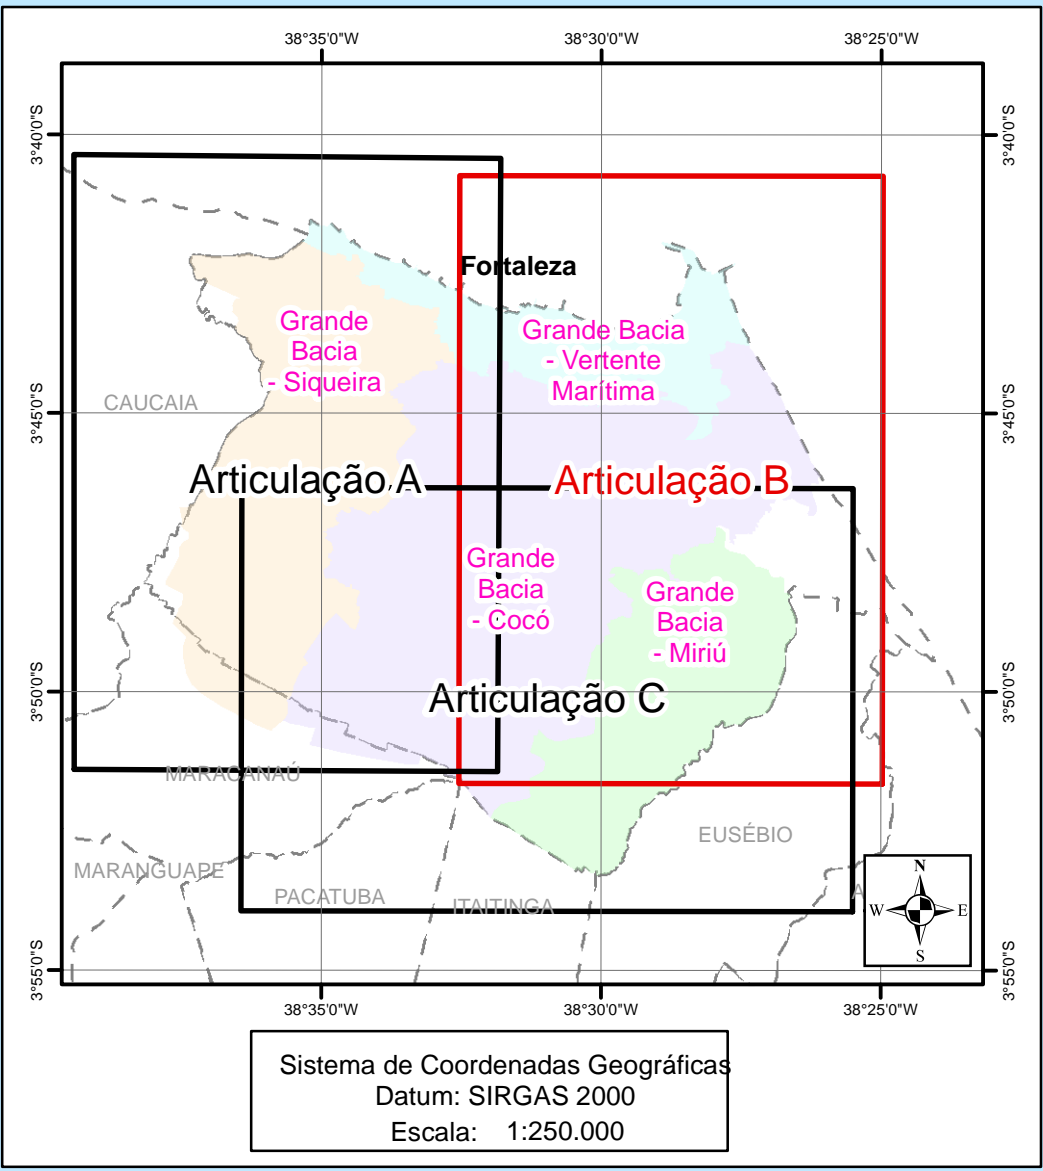 38°35'0"W
38°30'0"W
38°25'0"W
3°40'0"S
3°40'0"S
Fortaleza
Grande
Bacia
- Siqueira
Grande Bacia
- Vertente
Marítima
CAUCAIA
3°45'0"S
3°45'0"S
Articulação A
Articulação B
Grande
Bacia
- Cocó
Grande
Bacia
- Miriú
3°50'0"S
3°50'0"S
Articulação C
MARACANAÚ
EUSÉBIO
MARANGUAPE
PACATUBA
ITAITINGA
A
N
W
E
S
3°55'0"S
3°55'0"S
38°35'0"W
38°30'0"W
38°25'0"W
Sistema de Coordenadas Geográficas
Datum: SIRGAS 2000
Escala: 1:250.000